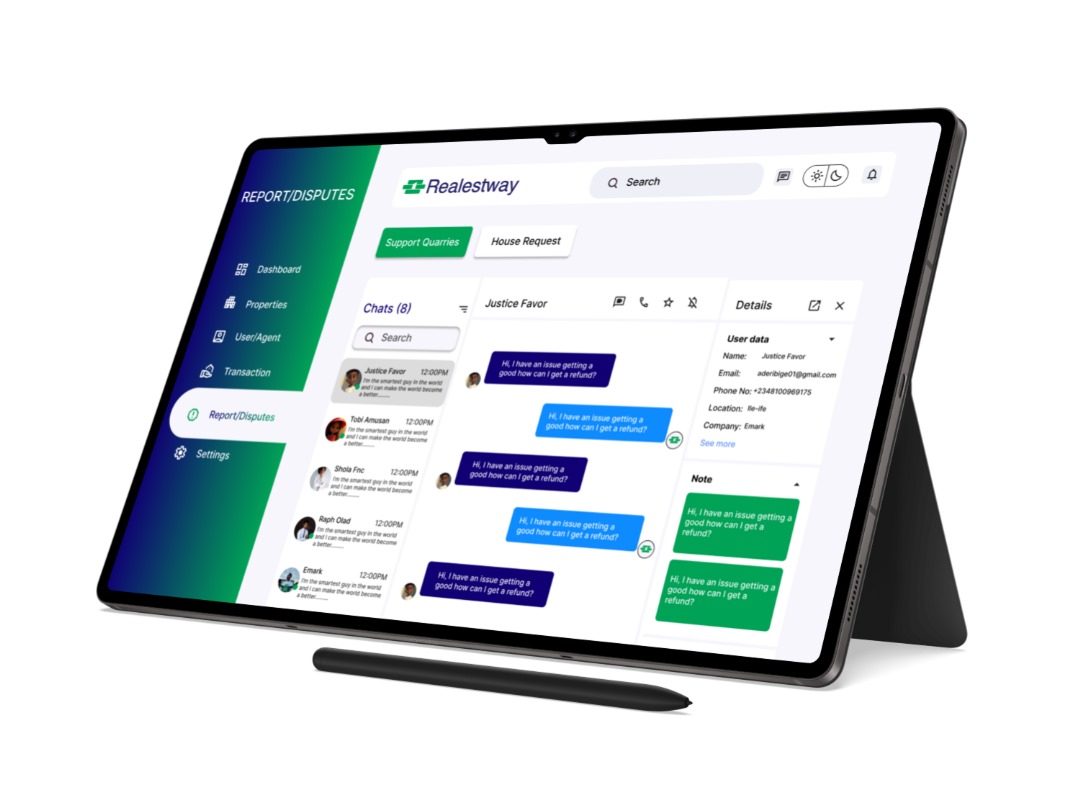 REPORT/DISPUTES
Dashboard
Properties
User/Agent
Transaction
Report/Disputes
Settings
Realestway
Search
Support Quarries
House Request
Chats (8)
Search
Justice Favor 12:00PM
I'm the smartest guy in the world
and I can make the world become
a better.........
Tobi Amusan 12:00PM
I'm the smartest guy in the world
and I can make the world become
a better.........
Shola Fnc 12:00PM
I'm the smartest guy in the world
and I can make the world become
a better.........
Raph Olad 12:00PM
I'm the smartest guy in the world
and I can make the world become
a better.........
Emark 12:00PM
I'm the smartest guy in the world
and I can make the world become
a better.........
Justice Favor
Hi, I have an issue getting a
good how can I get a refund?
Hi, I have an issue getting a
good how can I get a refund?
Hi, I have an issue getting a
good how can I get a refund?
Hi, I have an issue getting a
good how can I get a refund?
Hi, I have an issue getting a
good how can I get a refund?
Details
User data
Name: Justice Favor
Email: aderibige01@gmail.com
Phone No: +2348100969175
Location: Ile-ife
Company: Emark
See more
Note
Hi, I have an issue getting a
good how can I get a
refund?
Hi, I have an issue getting a
good how can I get a
refund?